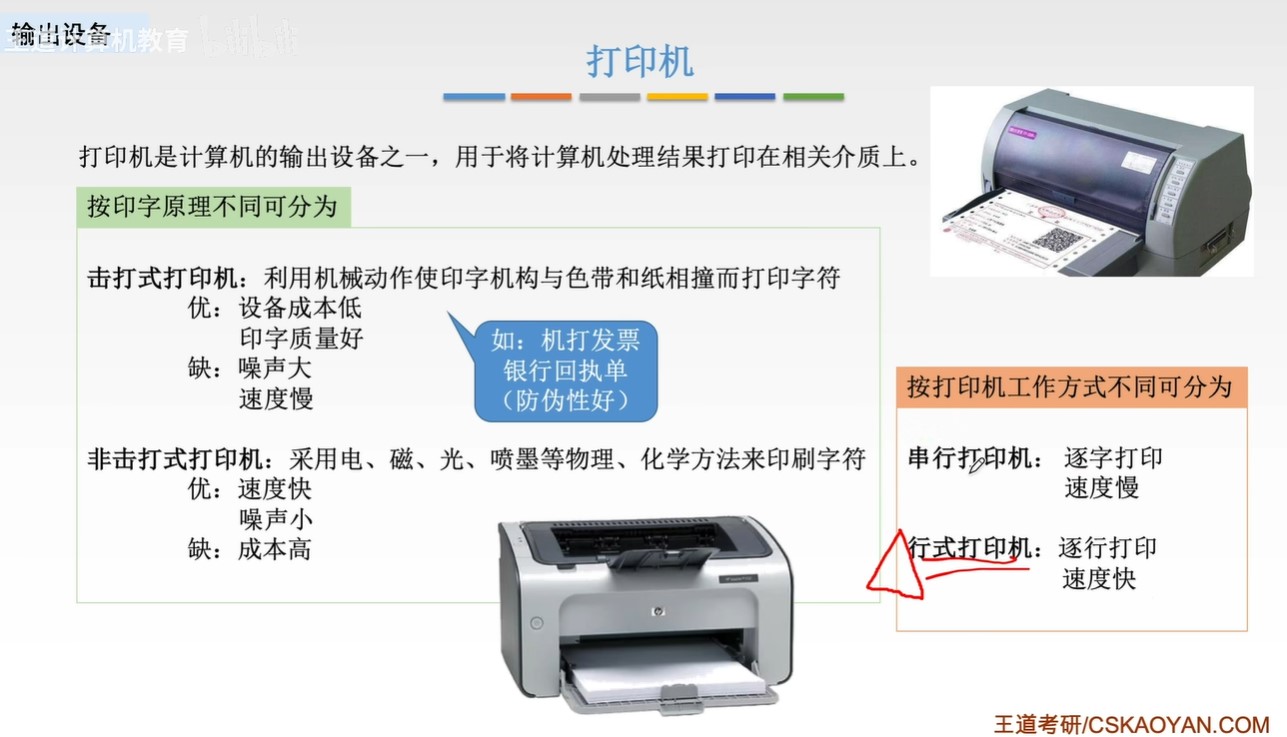 输出设备
王道计算机教育
打印机
打印机是计算机的输出设备之一，用于将计算机处理结果打印在相关介质上。
按印字原理不同可分为
击打式打印机：利用机械动作使印字机构与色带和纸相撞而打印字符
优：设备成本低
印字质量好
缺：噪声大
速度慢
如：机打发票
银行回执单
（防伪性好）
非击打式打印机：采用电、磁、光、喷墨等物理、化学方法来印刷字符
优：速度快
噪声小
缺：成本高
按打印机工作方式不同可分为
串行打印机： 逐字打印
速度慢
行式打印机：逐行打印
速度快
hp
王道考研/CSKAOYAN.COM